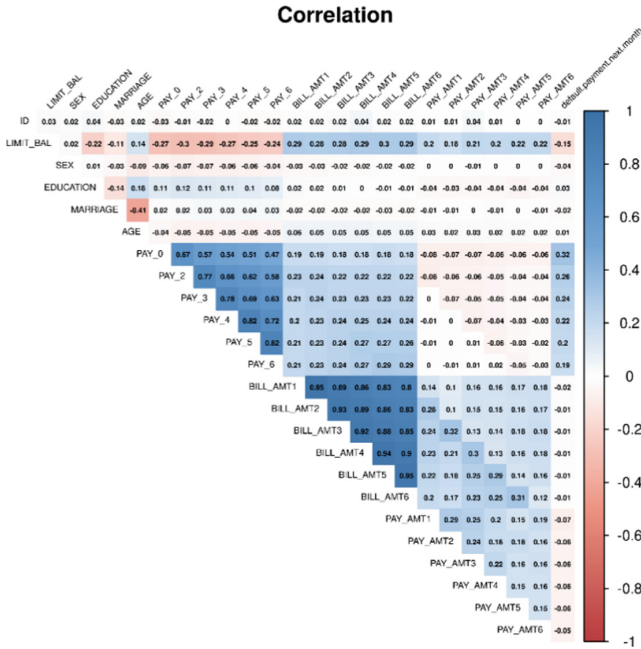 Correlation
LIMIT_BAL SEX EDUCATION MARRIAGE AGE PAY_0 PAY_2 PAY_3 PAY_4 PAY_5 PAY_6 BILL_AMT1 BILL_AMT2 BILL_AMT3 BILL_AMT4 BILL_AMT5 BILL_AMT6 PAY_AMT1 PAY_AMT2 PAY_AMT3 PAY_AMT4 PAY_AMT5 PAY_AMT6 default.payment.next.month
ID 0.03 0.02 0.04 -0.03 0.02 -0.03 -0.01 -0.02 0 -0.02 -0.02 0.02 0.02 0.02 0.04 0.02 0.02 0.01 0.01 0.04 0.01 0 0 -0.01
LIMIT_BAL 0.02 -0.22 -0.11 0.14 -0.27 -0.3 -0.29 -0.27 -0.25 -0.24 0.29 0.28 0.28 0.29 0.3 0.29 0.2 0.18 0.21 0.2 0.22 0.22 -0.15
SEX 0.01 -0.03 -0.09 -0.06 -0.07 -0.07 -0.06 -0.06 -0.04 -0.03 -0.03 -0.02 -0.02 -0.02 -0.02 0 0 -0.01 0 0 0 -0.04
EDUCATION -0.14 0.18 0.11 0.12 0.11 0.11 0.1 0.08 0.02 0.02 0.01 0 -0.01 -0.01 -0.04 -0.03 -0.04 -0.04 -0.04 -0.04 0.03
MARRIAGE -0.41 0.02 0.02 0.03 0.03 0.04 0.03 -0.02 -0.02 -0.02 -0.02 -0.03 -0.02 -0.01 -0.01 0 -0.01 0 -0.01 -0.02
AGE -0.04 -0.05 -0.05 -0.05 -0.05 -0.05 0.06 0.05 0.05 0.05 0.05 0.05 0.03 0.02 0.03 0.02 0.02 0.02 0.01
PAY_0 0.67 0.57 0.54 0.51 0.47 0.19 0.19 0.18 0.18 0.18 0.18 -0.08 -0.07 -0.07 -0.06 -0.06 -0.06 0.32
PAY_2 0.77 0.66 0.62 0.58 0.23 0.24 0.22 0.22 0.22 0.22 -0.08 -0.06 -0.06 -0.05 -0.04 -0.04 0.26
PAY_3 0.78 0.69 0.63 0.21 0.24 0.23 0.23 0.23 0.22 0 -0.07 -0.05 -0.05 -0.04 -0.04 0.24
PAY_4 0.82 0.72 0.2 0.23 0.24 0.25 0.24 0.24 -0.01 0 -0.07 -0.04 -0.03 -0.03 0.22
PAY_5 0.82 0.21 0.23 0.24 0.27 0.27 0.26 -0.01 0 0.01 -0.06 -0.03 -0.02 0.2
PAY_6 0.21 0.23 0.24 0.27 0.29 0.29 0 -0.01 0.01 0.02 -0.05 -0.03 0.19
BILL_AMT1 0.95 0.89 0.86 0.83 0.8 0.14 0.1 0.16 0.16 0.17 0.18 -0.02
BILL_AMT2 0.93 0.89 0.86 0.83 0.28 0.1 0.15 0.15 0.16 0.17 -0.01
BILL_AMT3 0.92 0.88 0.85 0.24 0.32 0.13 0.14 0.18 0.18 -0.01
BILL_AMT4 0.94 0.9 0.23 0.21 0.3 0.13 0.16 0.18 -0.01
BILL_AMT5 0.95 0.22 0.18 0.25 0.29 0.14 0.16 -0.01
BILL_AMT6 0.2 0.17 0.23 0.25 0.31 0.12 -0.01
PAY_AMT1 0.29 0.25 0.2 0.15 0.19 -0.07
PAY_AMT2 0.24 0.18 0.18 0.16 -0.06
PAY_AMT3 0.22 0.16 0.16 -0.06
PAY_AMT4 0.15 0.16 -0.06
PAY_AMT5 0.15 -0.06
PAY_AMT6 -0.05
1
0.8
0.6
0.4
0.2
0
-0.2
-0.4
-0.6
-0.8
-1